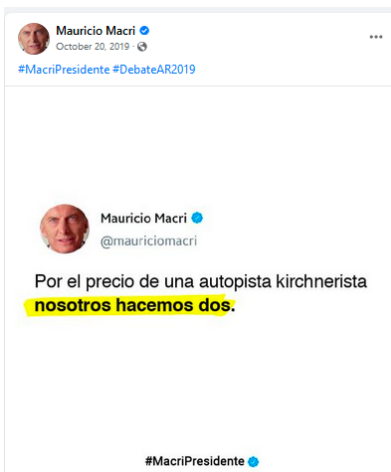 Mauricio Macri
October 20, 2019 ·
#MacriPresidente #DebateAR2019
Mauricio Macri
@mauriciomacri
Por el precio de una autopista kirchnerista
nosotros hacemos dos.
#MacriPresidente